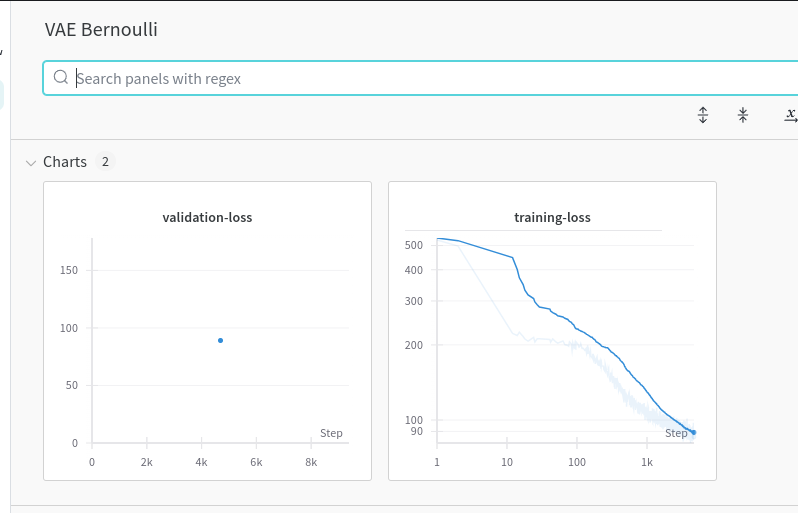 VAE Bernoulli
Search panels with regex
x
Charts 2
validation-loss
150
100
50
0
Step
0 2k 4k 6k 8k
training-loss
500
400
300
200
100
90
Step
1 10 100 1k